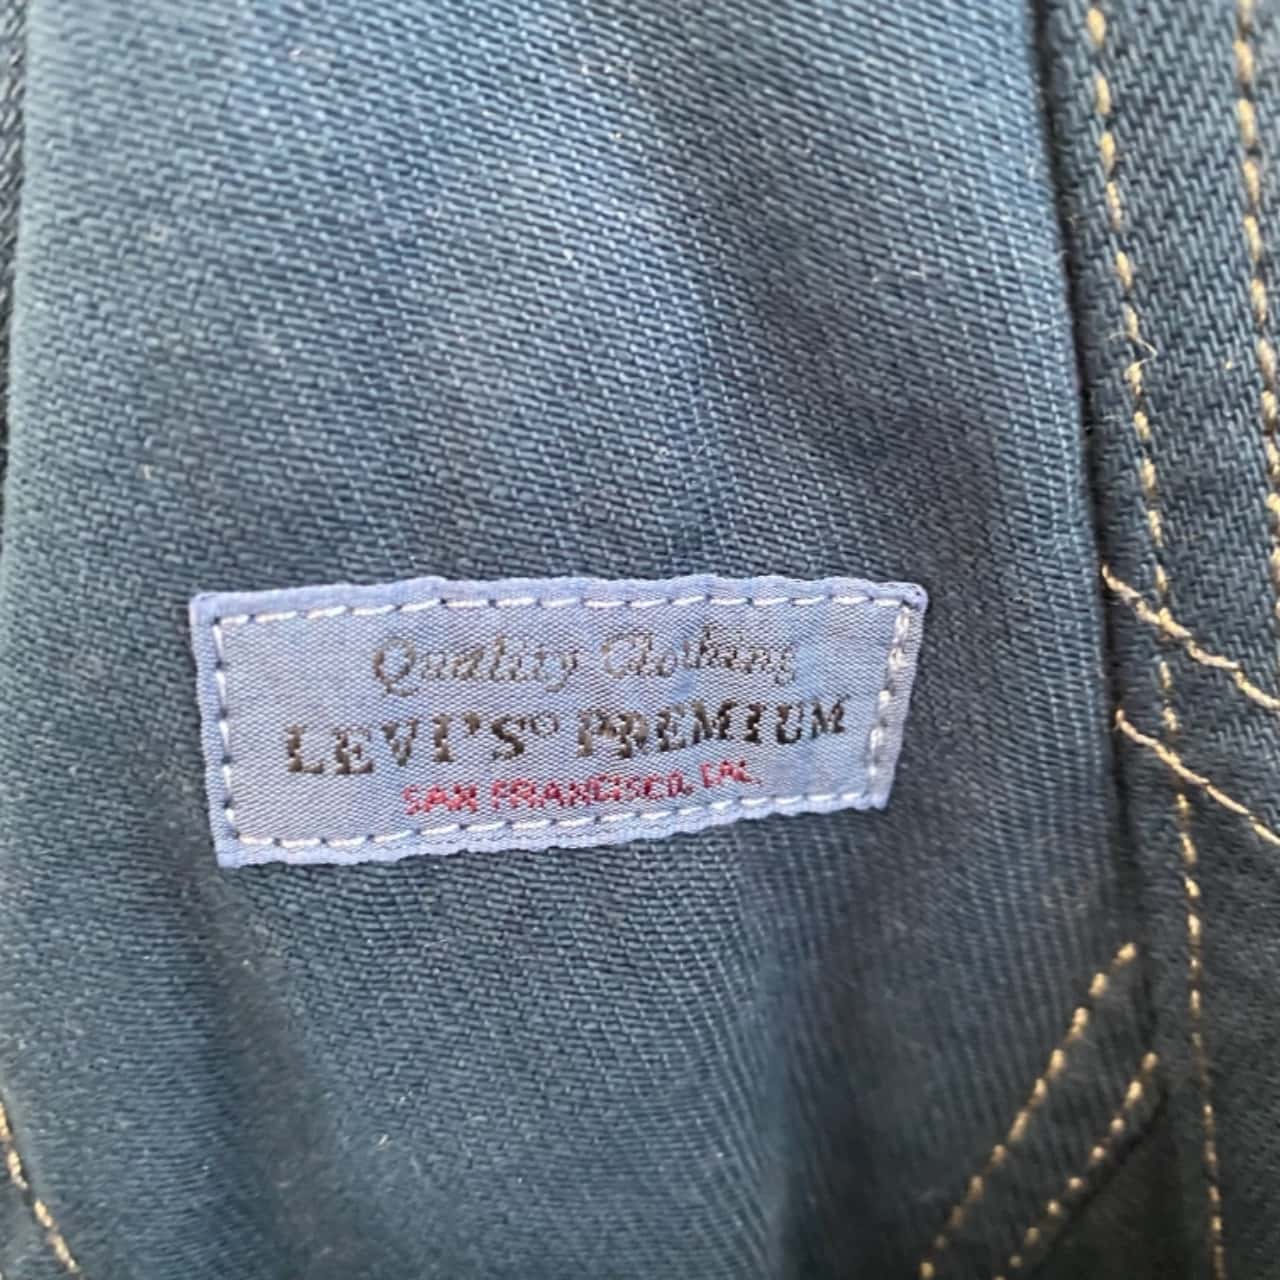 Quality Clothing
LEVI'S® PREMIUM
SAN FRANCISCO, CAL.